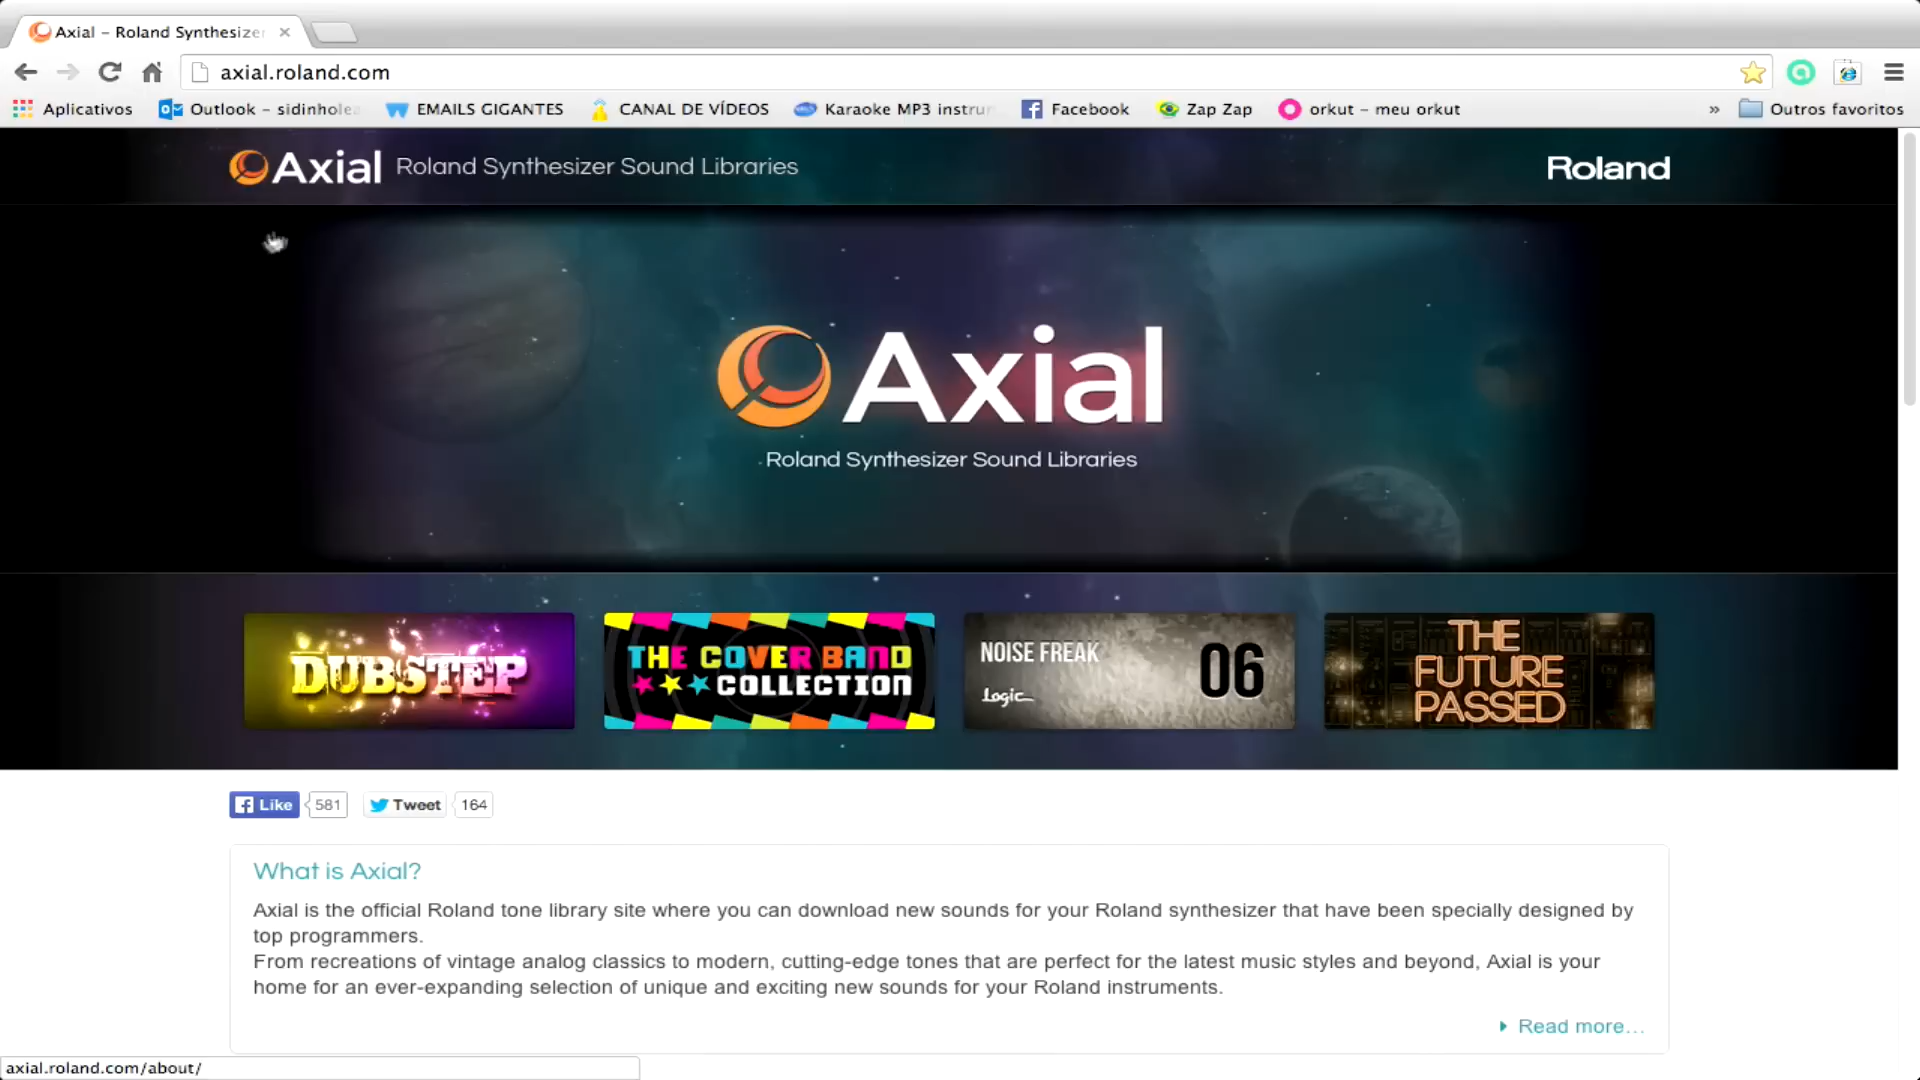 Axial – Roland Synthesizer
axial.roland.com
Aplicativos
Outlook – sidinhole
EMAILS GIGANTES
CANAL DE VÍDEOS
Karaoke MP3 instrum
Facebook
Zap Zap
orkut – meu orkut
»
Outros favoritos
Axial Roland Synthesizer Sound Libraries
Roland
Axial
Roland Synthesizer Sound Libraries
DUBSTEP
THE COVER BAND
COLLECTION
NOISE FREAK
Logic
06
THE
FUTURE
PASSED
Like 581 Tweet 164
What is Axial?
Axial is the official Roland tone library site where you can download new sounds for your Roland synthesizer that have been specially designed by
top programmers.
From recreations of vintage analog classics to modern, cutting-edge tones that are perfect for the latest music styles and beyond, Axial is your
home for an ever-expanding selection of unique and exciting new sounds for your Roland instruments.
Read more...
axial.roland.com/about/